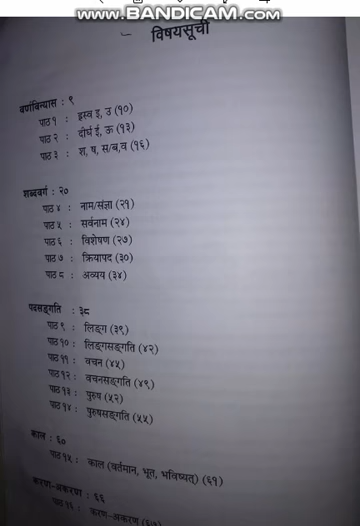 www.BANDICAM.com
विषयसूची
वर्णविन्यास : ९
पाठ १ : ह्रस्व इ, उ (१०)
पाठ २ : दीर्घ ई, ऊ (१३)
पाठ ३ : श, ष, स/ब,व (१६)
शब्दवर्ग : २०
पाठ ४ : नाम/संज्ञा (२१)
पाठ ५ : सर्वनाम (२४)
पाठ ६ : विशेषण (२७)
पाठ ७ : क्रियापद (३०)
पाठ ८ : अव्यय (३४)
पदसङ्गति : ३८
पाठ ९ : लिङ्ग (३९)
पाठ १० : लिङ्गसङ्गति (४२)
पाठ ११ : वचन (४५)
पाठ १२ : वचनसङ्गति (४९)
पाठ १३ : पुरुष (५२)
पाठ १४ : पुरुषसङ्गति (५५)
काल : ६०
पाठ १५ : काल (वर्तमान, भूत, भविष्यत्) (६१)
करण-अकरण : ६६
करण-अकरण (६७)